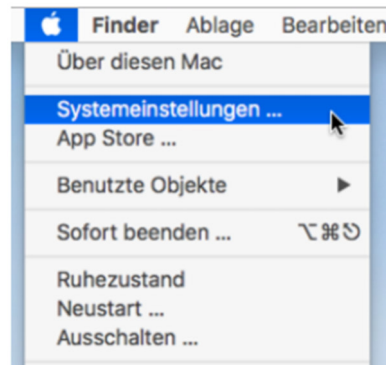 Finder Ablage Bearbeiten
Über diesen Mac
Systemeinstellungen ...
App Store ...
Benutzte Objekte
Sofort beenden ... ⌥⌘⎋
Ruhezustand
Neustart ...
Ausschalten ...